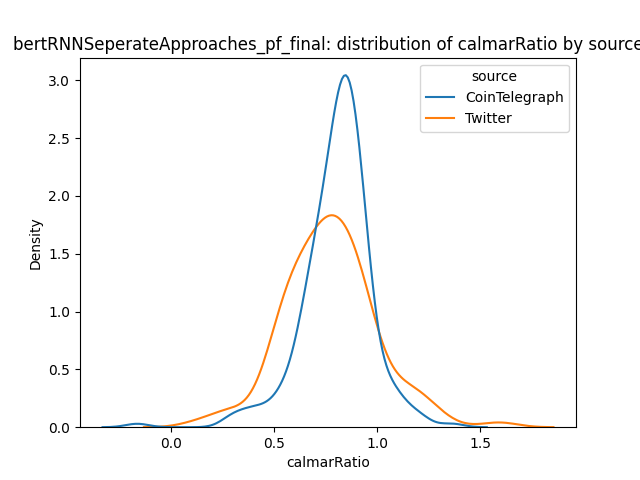 bertRNNSeperateApproaches_pf_final: distribution of calmarRatio by source
source
CoinTelegraph
Twitter
Density
3.0
2.5
2.0
1.5
1.0
0.5
0.0
0.0 0.5 1.0 1.5
calmarRatio